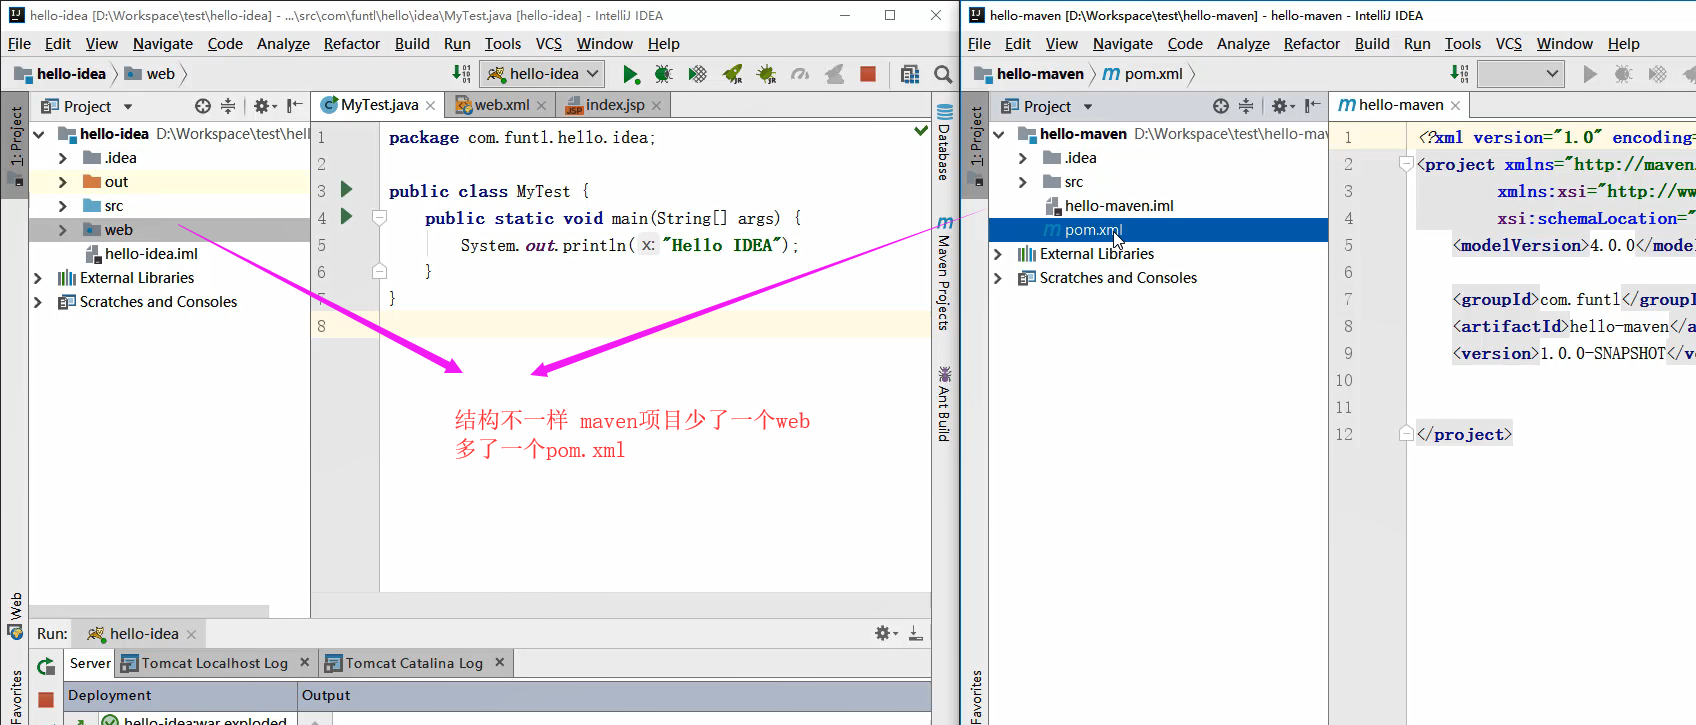 hello-idea [D:\Workspace\test\hello-idea] - ...\src\com\funtl\hello\idea\MyTest.java [hello-idea] - IntelliJ IDEA
File Edit View Navigate Code Analyze Refactor Build Run Tools VCS Window Help
hello-idea web
hello-idea
Project
MyTest.java web.xml index.jsp
1: Project
hello-idea D:\Workspace\test\hell
.idea
out
src
web
hello-idea.iml
External Libraries
Scratches and Consoles
1 package com.funtl.hello.idea;
2
3 public class MyTest {
4 public static void main(String[] args) {
5 System.out.println( x: "Hello IDEA");
6 }
7 }
8
结构不一样 maven项目少了一个web
多了一个pom.xml
Database
Maven Projects
Ant Build
Web
Favorites
Run: hello-idea
Server Tomcat Localhost Log Tomcat Catalina Log
Deployment Output
hello-idea:war exploded
hello-maven [D:\Workspace\test\hello-maven] - hello-maven - IntelliJ IDEA
File Edit View Navigate Code Analyze Refactor Build Run Tools VCS Window Help
hello-maven pom.xml
Project
hello-maven
1: Project
hello-maven D:\Workspace\test\hello-mav
.idea
src
hello-maven.iml
pom.xml
External Libraries
Scratches and Consoles
1 <?xml version="1.0" encoding=
2 <project xmlns="http://maven.
3 xmlns:xsi="http://ww
4 xsi:schemaLocation="
5 <modelVersion>4.0.0</model
6
7 <groupId>com.funtl</groupI
8 <artifactId>hello-maven</a
9 <version>1.0.0-SNAPSHOT</ve
10
11
12 </project>
Favorites